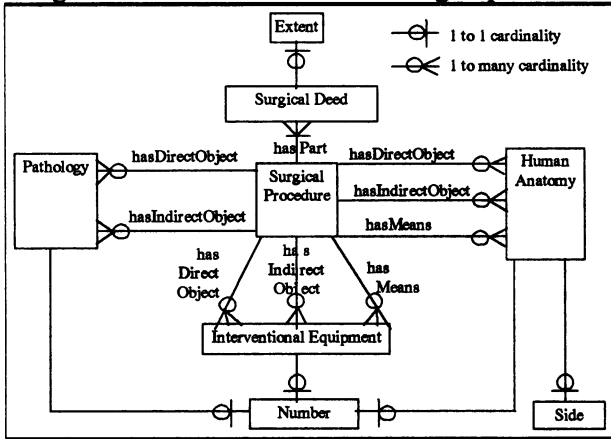 Extent
1 to 1 cardinality
1 to many cardinality
Surgical Deed
has Part
Pathology
hasDirectObject
Surgical
Procedure
hasDirectObject
Human
Anatomy
hasIndirectObject
hasIndirectObject
hasMeans
has
Direct
Object
has
Indirect
Object
has
Means
Interventional Equipment
Number
Side